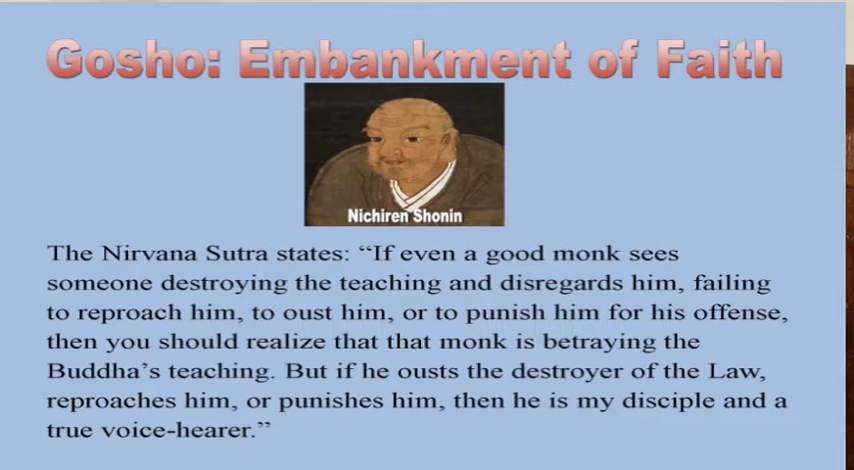 Gosho: Embankment of Faith
Nichiren Shonin
The Nirvana Sutra states: “If even a good monk sees
someone destroying the teaching and disregards him, failing
to reproach him, to oust him, or to punish him for his offense,
then you should realize that that monk is betraying the
Buddha’s teaching. But if he ousts the destroyer of the Law,
reproaches him, or punishes him, then he is my disciple and a
true voice-hearer.”